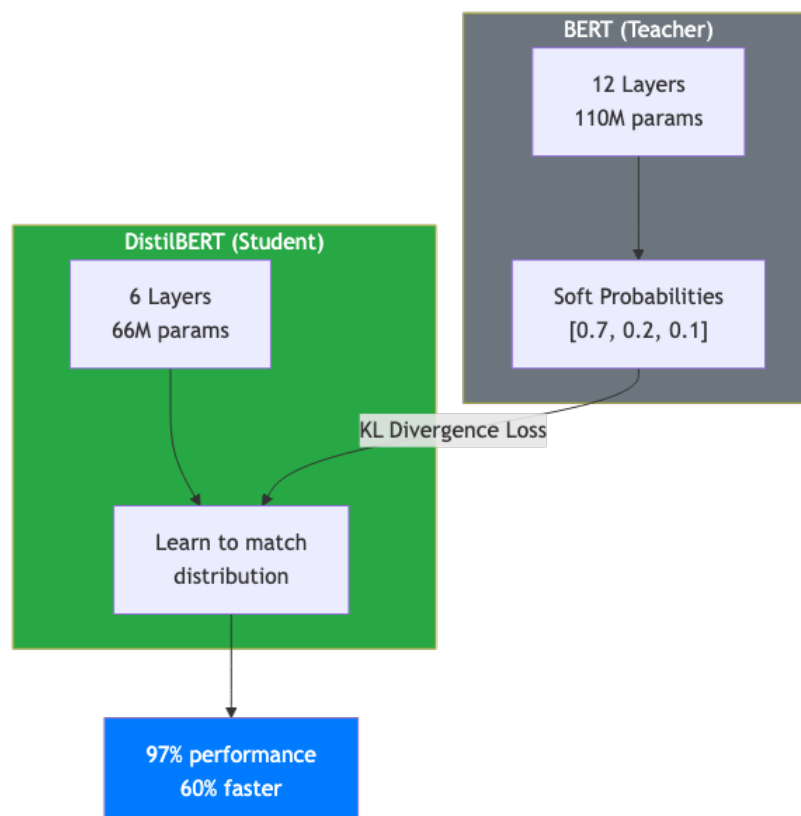 BERT (Teacher)
12 Layers
110M params
Soft Probabilities
[0.7, 0.2, 0.1]
DistilBERT (Student)
6 Layers
66M params
KL Divergence Loss
Learn to match
distribution
97% performance
60% faster